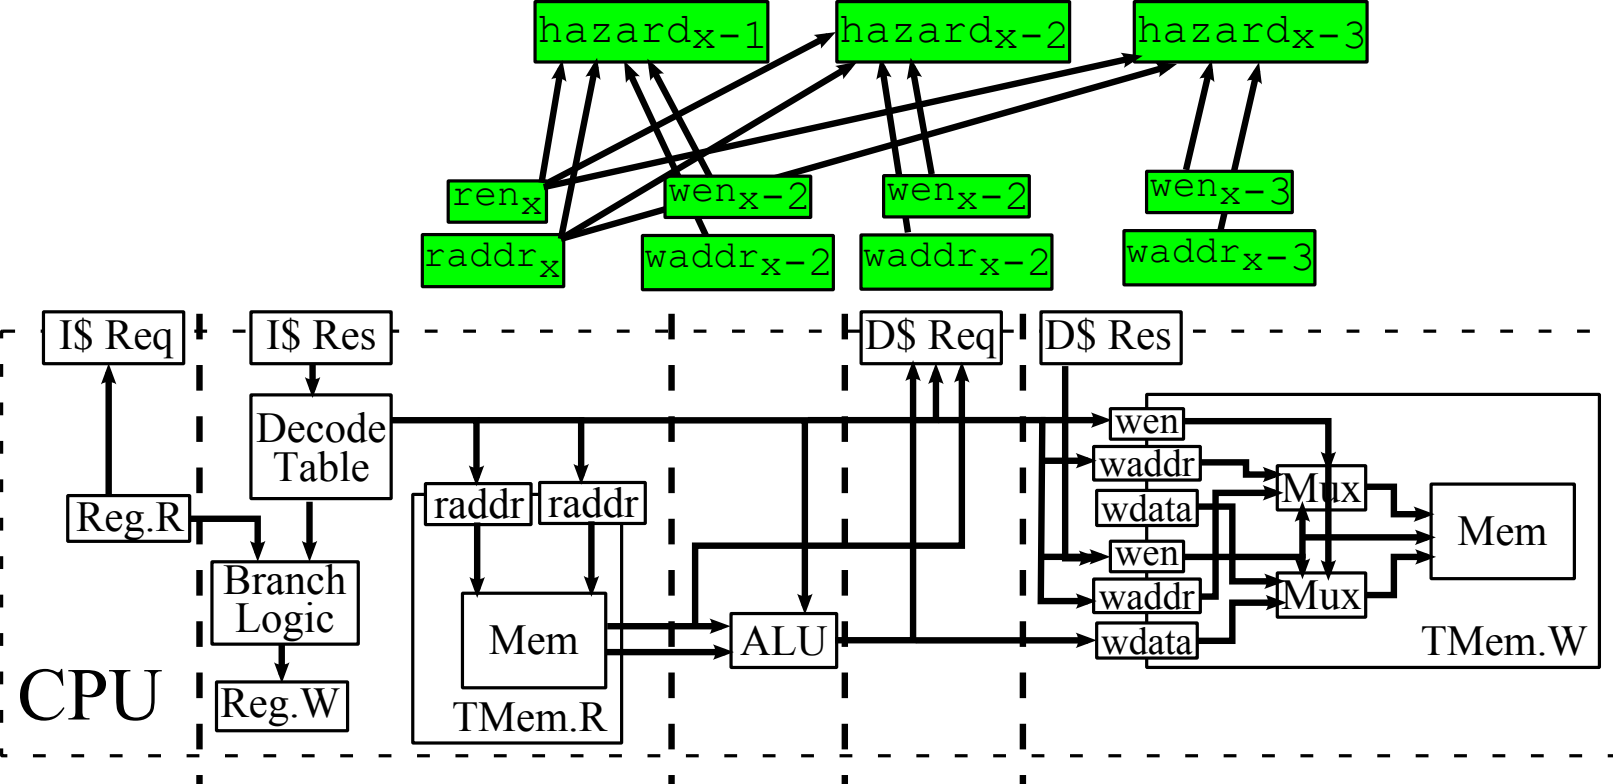 hazardx-1 hazardx-2 hazardx-3
renx wenx-2 wenx-2 wenx-3
raddrx waddrx-2 waddrx-2 waddrx-3
I$ Req I$ Res D$ Req D$ Res
Decode
Table
wen
waddr
wdata
wen
waddr
wdata
Mux
Mux
Mem
TMem.W
raddr raddr
Mem
TMem.R
ALU
Reg.R
Branch
Logic
Reg.W
CPU